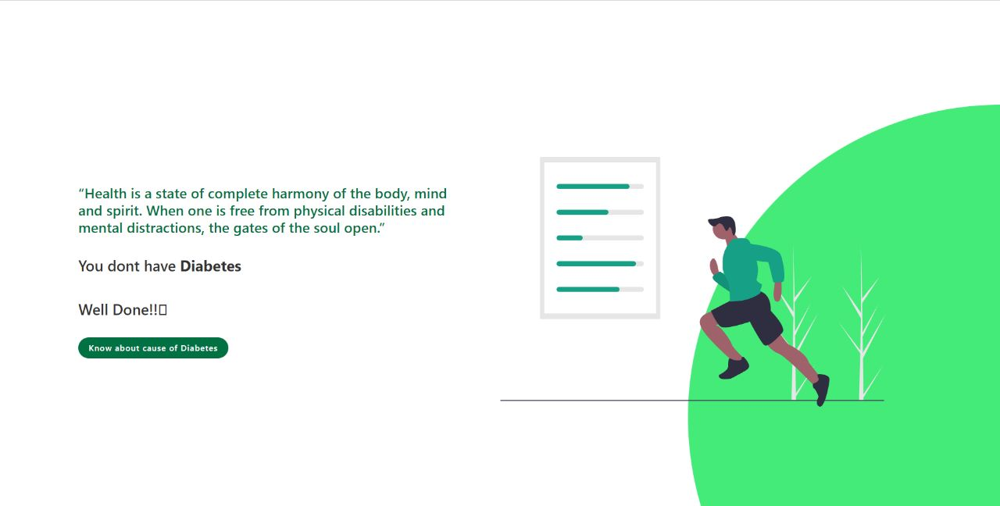 “Health is a state of complete harmony of the body, mind
and spirit. When one is free from physical disabilities and
mental distractions, the gates of the soul open.”
You dont have Diabetes
Well Done!!▯
Know about cause of Diabetes